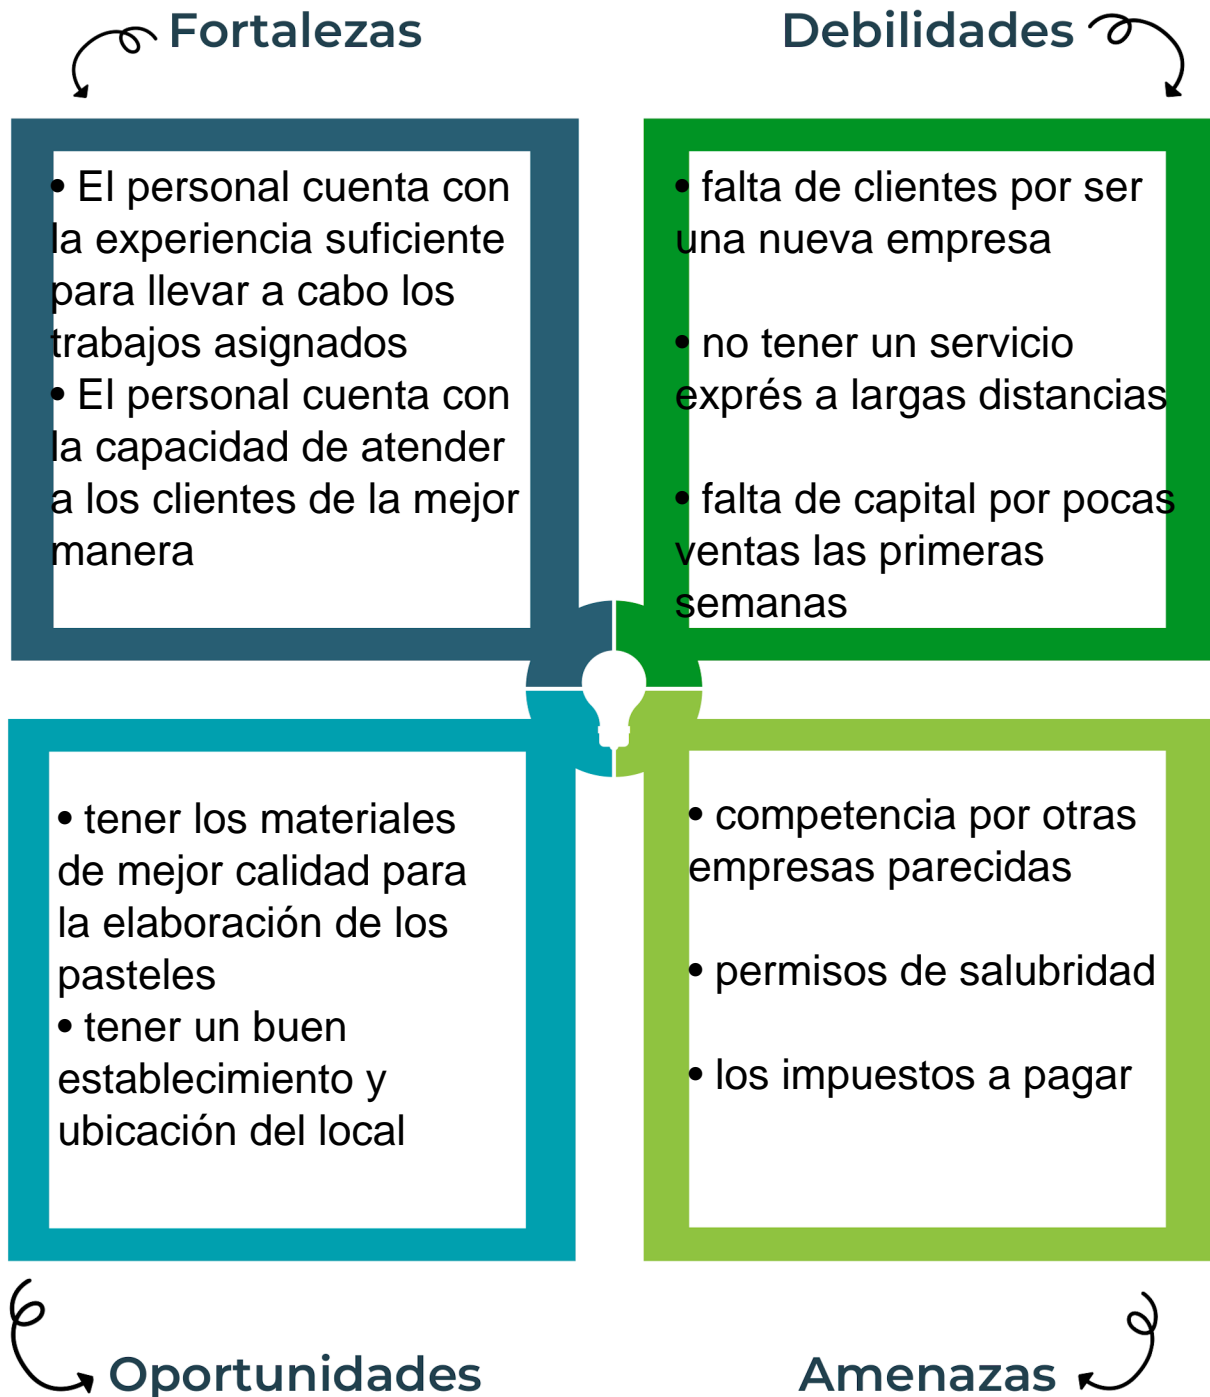 Fortalezas
• El personal cuenta con
la experiencia suficiente
para llevar a cabo los
trabajos asignados
• El personal cuenta con
la capacidad de atender
a los clientes de la mejor
manera
Debilidades
• falta de clientes por ser
una nueva empresa
• no tener un servicio
exprés a largas distancias
• falta de capital por pocas
ventas las primeras
semanas
• tener los materiales
de mejor calidad para
la elaboración de los
pasteles
• tener un buen
establecimiento y
ubicación del local
Oportunidades
• competencia por otras
empresas parecidas
• permisos de salubridad
• los impuestos a pagar
Amenazas